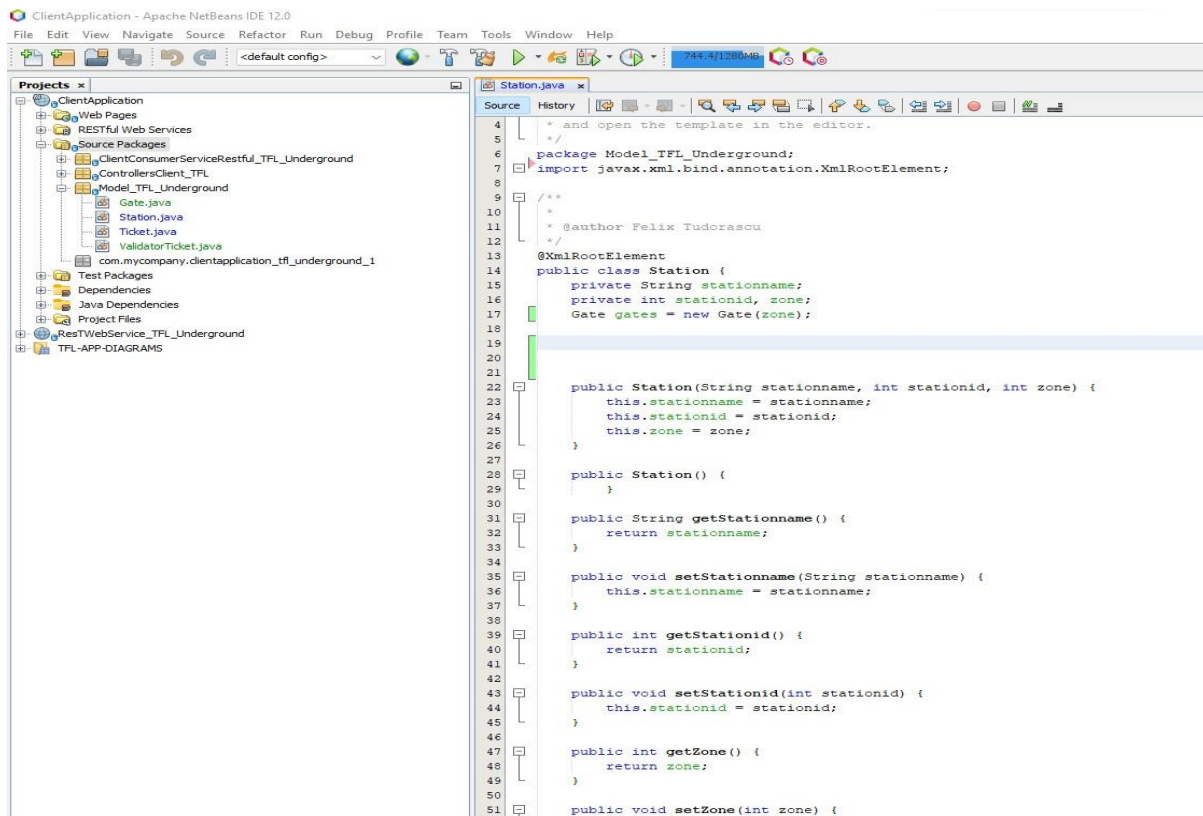 ClientApplication - Apache NetBeans IDE 12.0
File Edit View Navigate Source Refactor Run Debug Profile Team Tools Window Help
<default config> 744.4/1280MB
Projects x
ClientApplication
Web Pages
RESTful Web Services
Source Packages
ClientConsumerServiceRestful_TFL_Underground
ControllersClient_TFL
Model_TFL_Underground
Gate.java
Station.java
Ticket.java
ValidatorTicket.java
com.mycompany.clientapplication_tfl_underground_1
Test Packages
Dependencies
Java Dependencies
Project Files
ResTWebService_TFL_Underground
TFL-APP-DIAGRAMS
Station.java x
Source History
4 * and open the template in the editor.
5 */
6 package Model_TFL_Underground;
7 import javax.xml.bind.annotation.XmlRootElement;
8
9 /**
10 *
11 * @author Felix Tudorascu
12 */
13 @XmlRootElement
14 public class Station {
15 private String stationname;
16 private int stationid, zone;
17 Gate gates = new Gate(zone);
18
19
20
21
22 public Station(String stationname, int stationid, int zone) {
23 this.stationname = stationname;
24 this.stationid = stationid;
25 this.zone = zone;
26 }
27
28 public Station() {
29 }
30
31 public String getStationname() {
32 return stationname;
33 }
34
35 public void setStationname(String stationname) {
36 this.stationname = stationname;
37 }
38
39 public int getStationid() {
40 return stationid;
41 }
42
43 public void setStationid(int stationid) {
44 this.stationid = stationid;
45 }
46
47 public int getZone() {
48 return zone;
49 }
50
51 public void setZone(int zone) {